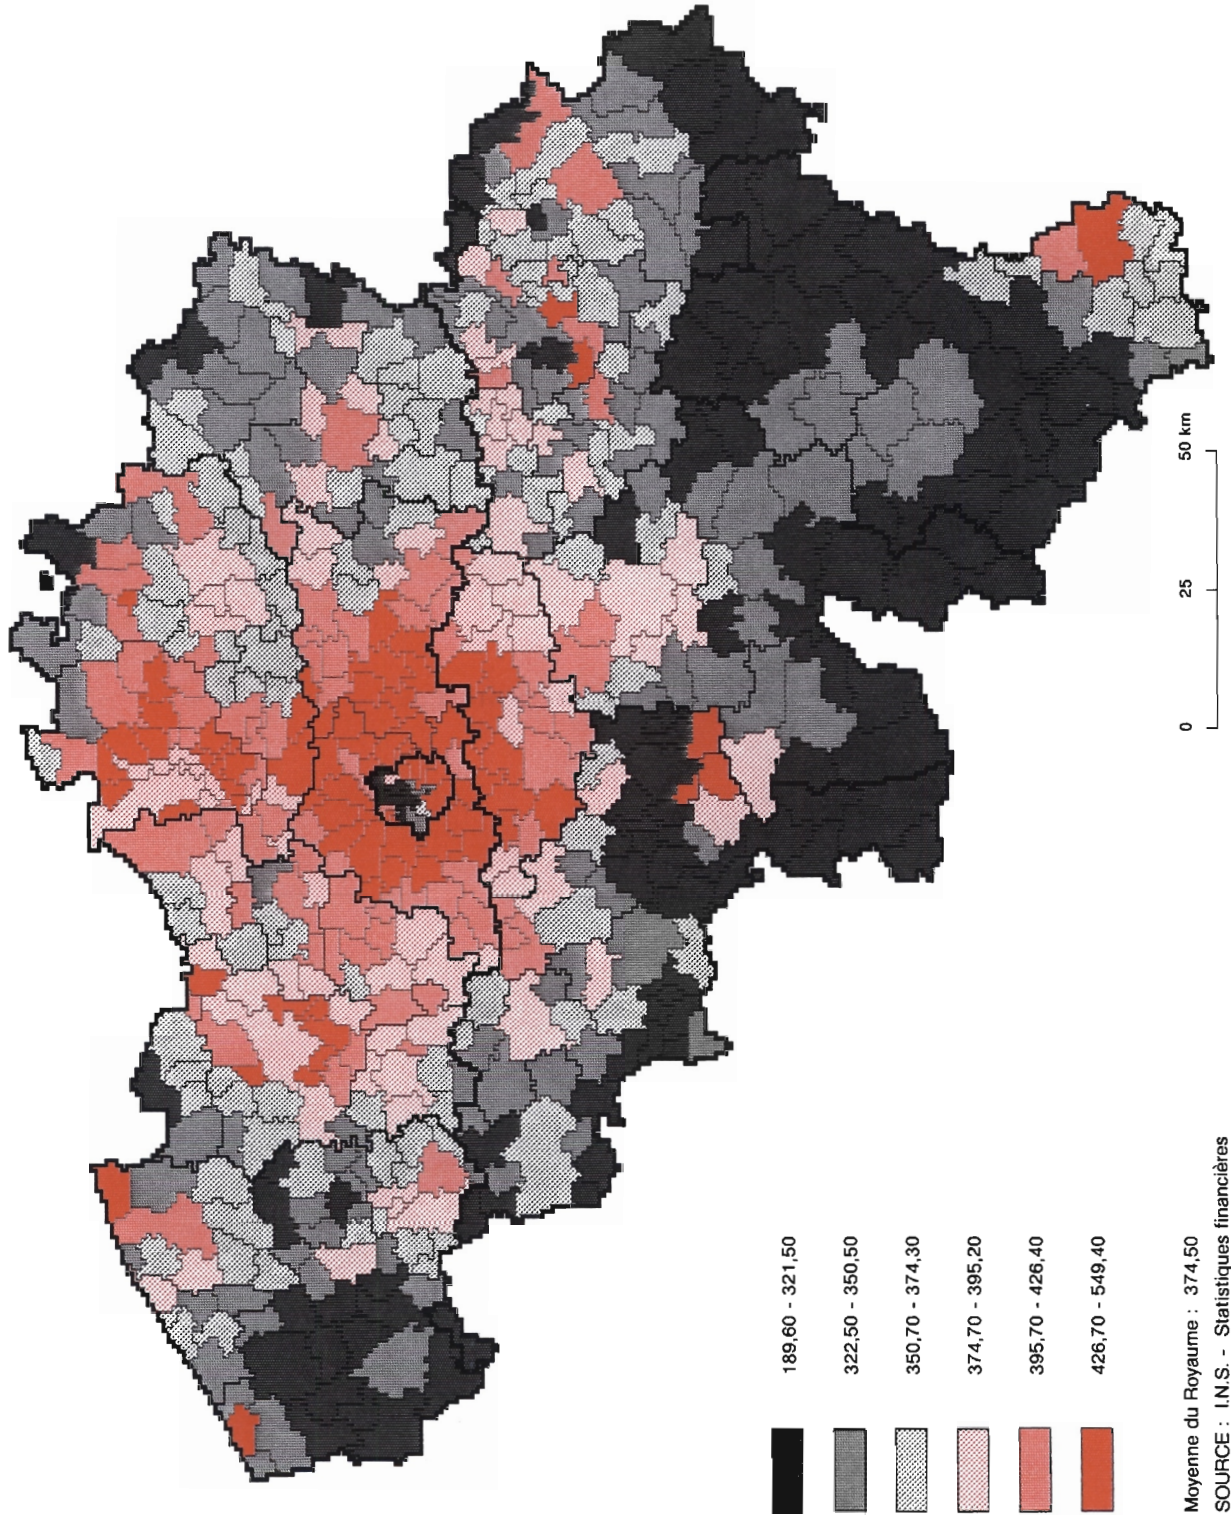 0 25 50 km
189,60 - 321,50
322,50 - 350,50
350,70 - 374,30
374,70 - 395,20
395,70 - 426,40
426,70 - 549,40
Moyenne du Royaume : 374,50
SOURCE : I.N.S. - Statistiques financières